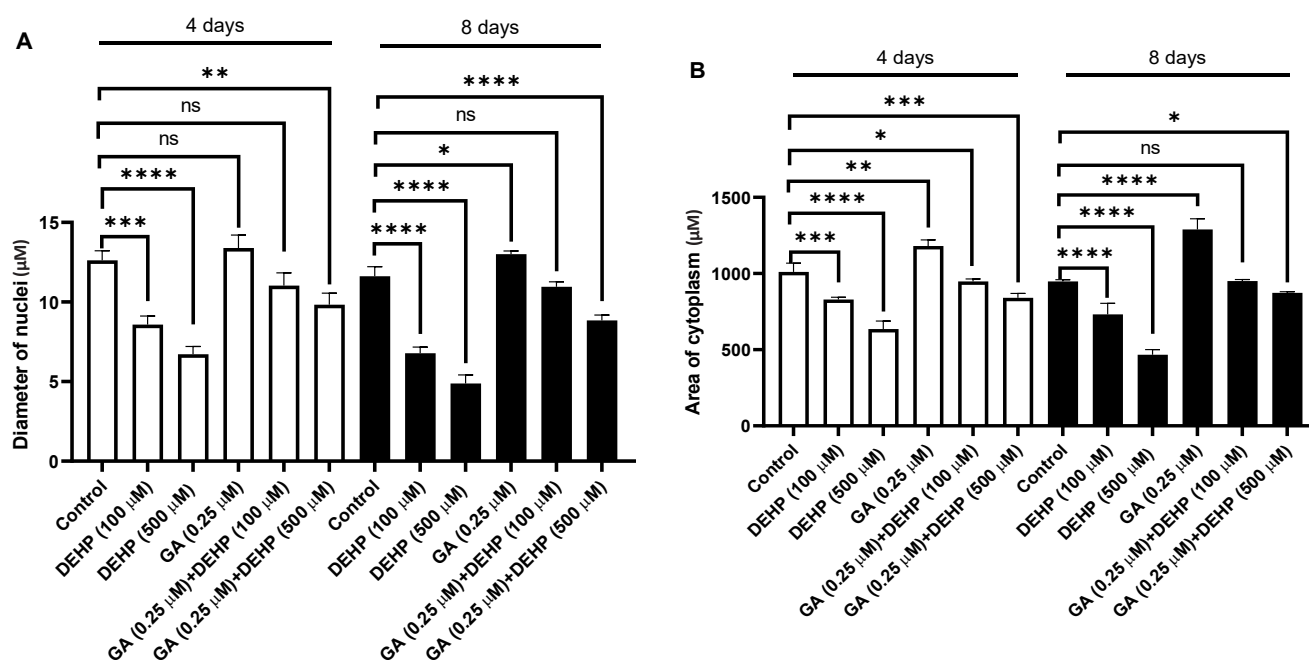 A
4 days
8 days
**
ns
ns
****
***
****
ns
*
****
****
Diameter of nuclei (μM)
15
10
5
0
Control
DEHP (100 μM)
DEHP (500 μM)
GA (0.25 μM)
GA (0.25 μM)+DEHP (100 μM)
GA (0.25 μM)+DEHP (500 μM)
Control
DEHP (100 μM)
DEHP (500 μM)
GA (0.25 μM)
GA (0.25 μM)+DEHP (100 μM)
GA (0.25 μM)+DEHP (500 μM)
B
4 days
8 days
***
*
**
****
***
*
ns
****
****
****
Area of cytoplasm (μM)
1500
1000
500
0
Control
DEHP (100 μM)
DEHP (500 μM)
GA (0.25 μM)
GA (0.25 μM)+DEHP (100 μM)
GA (0.25 μM)+DEHP (500 μM)
Control
DEHP (100 μM)
DEHP (500 μM)
GA (0.25 μM)
GA (0.25 μM)+DEHP (100 μM)
GA (0.25 μM)+DEHP (500 μM)